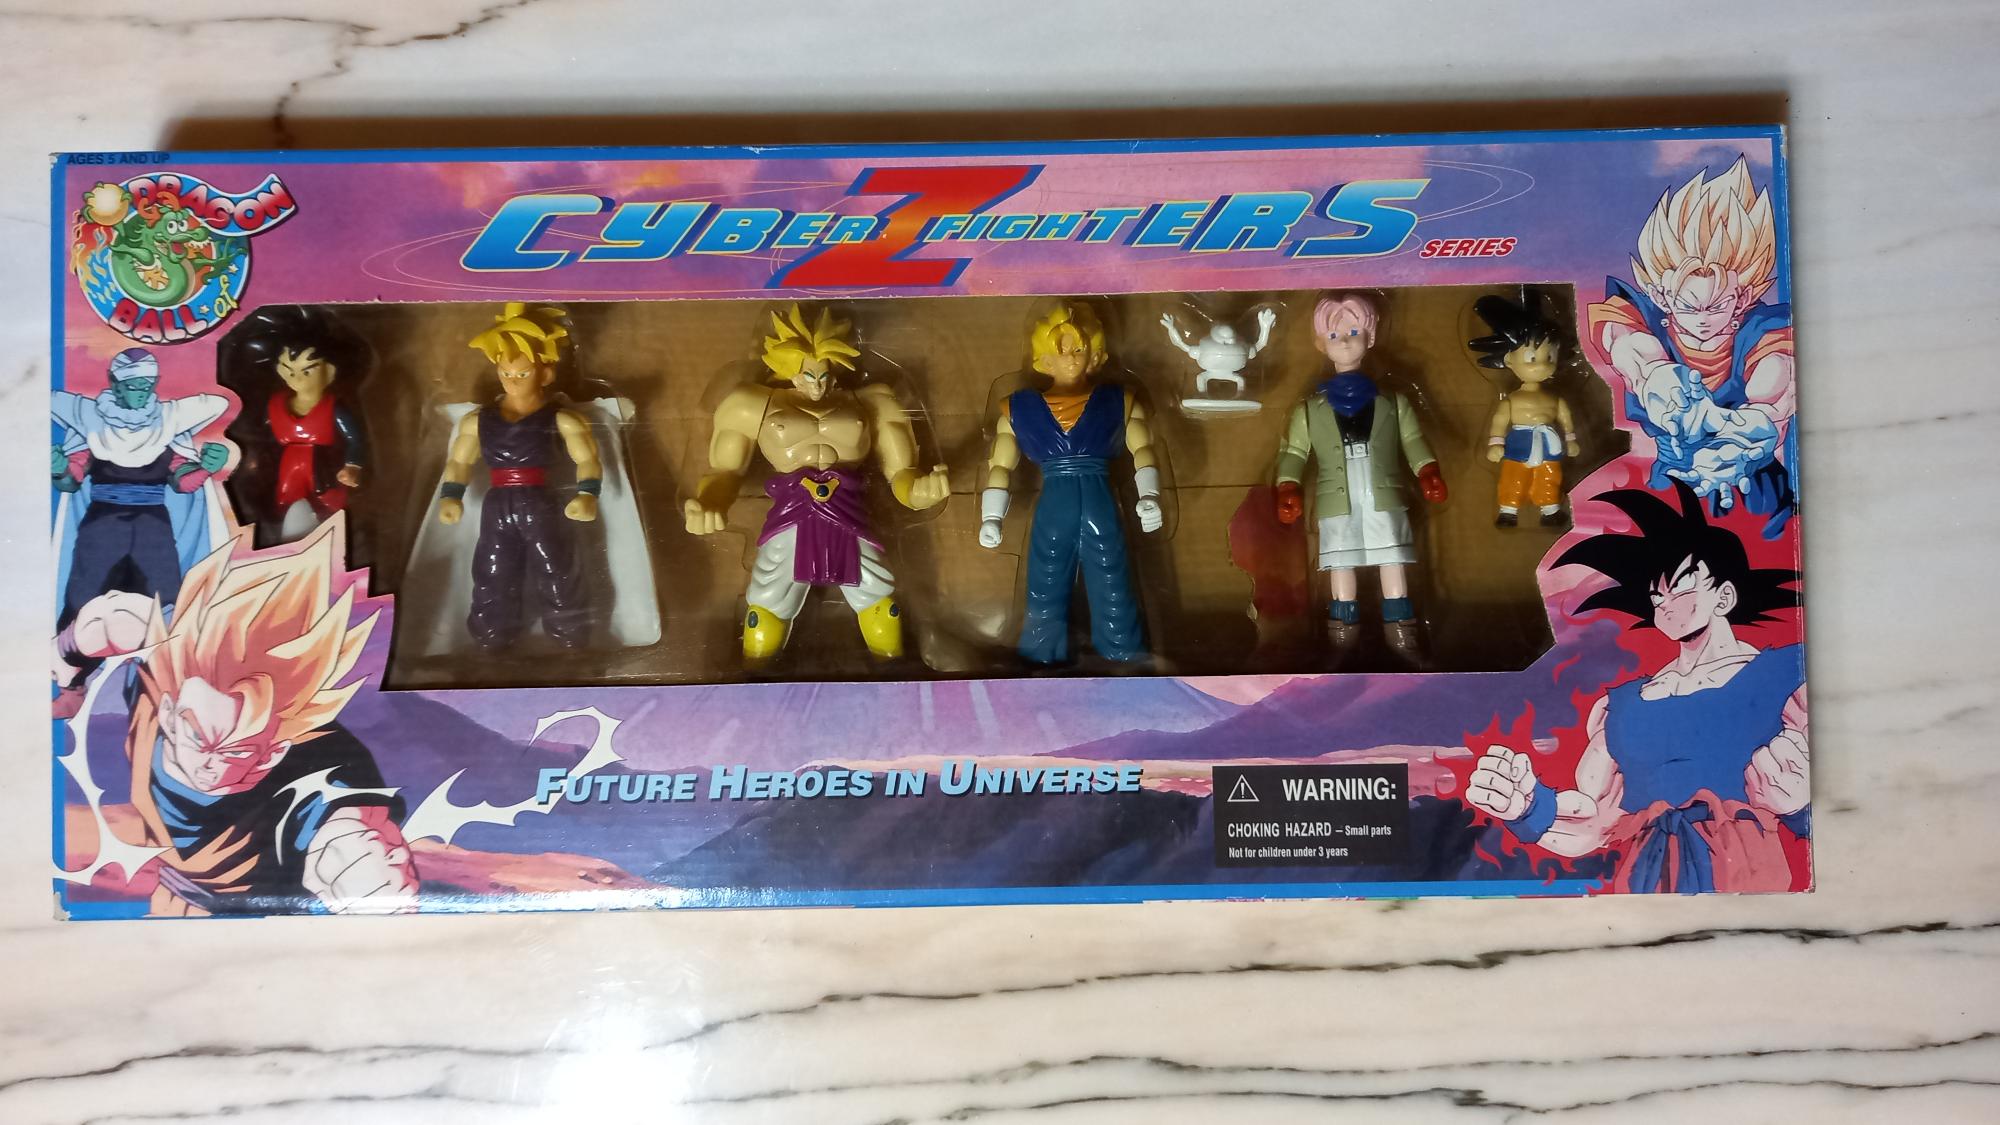 AGES 5 AND UP
DRAGON
BALL of
CYBER Z FIGHTERS
SERIES
FUTURE HEROES IN UNIVERSE
WARNING:
CHOKING HAZARD – Small parts
Not for children under 3 years